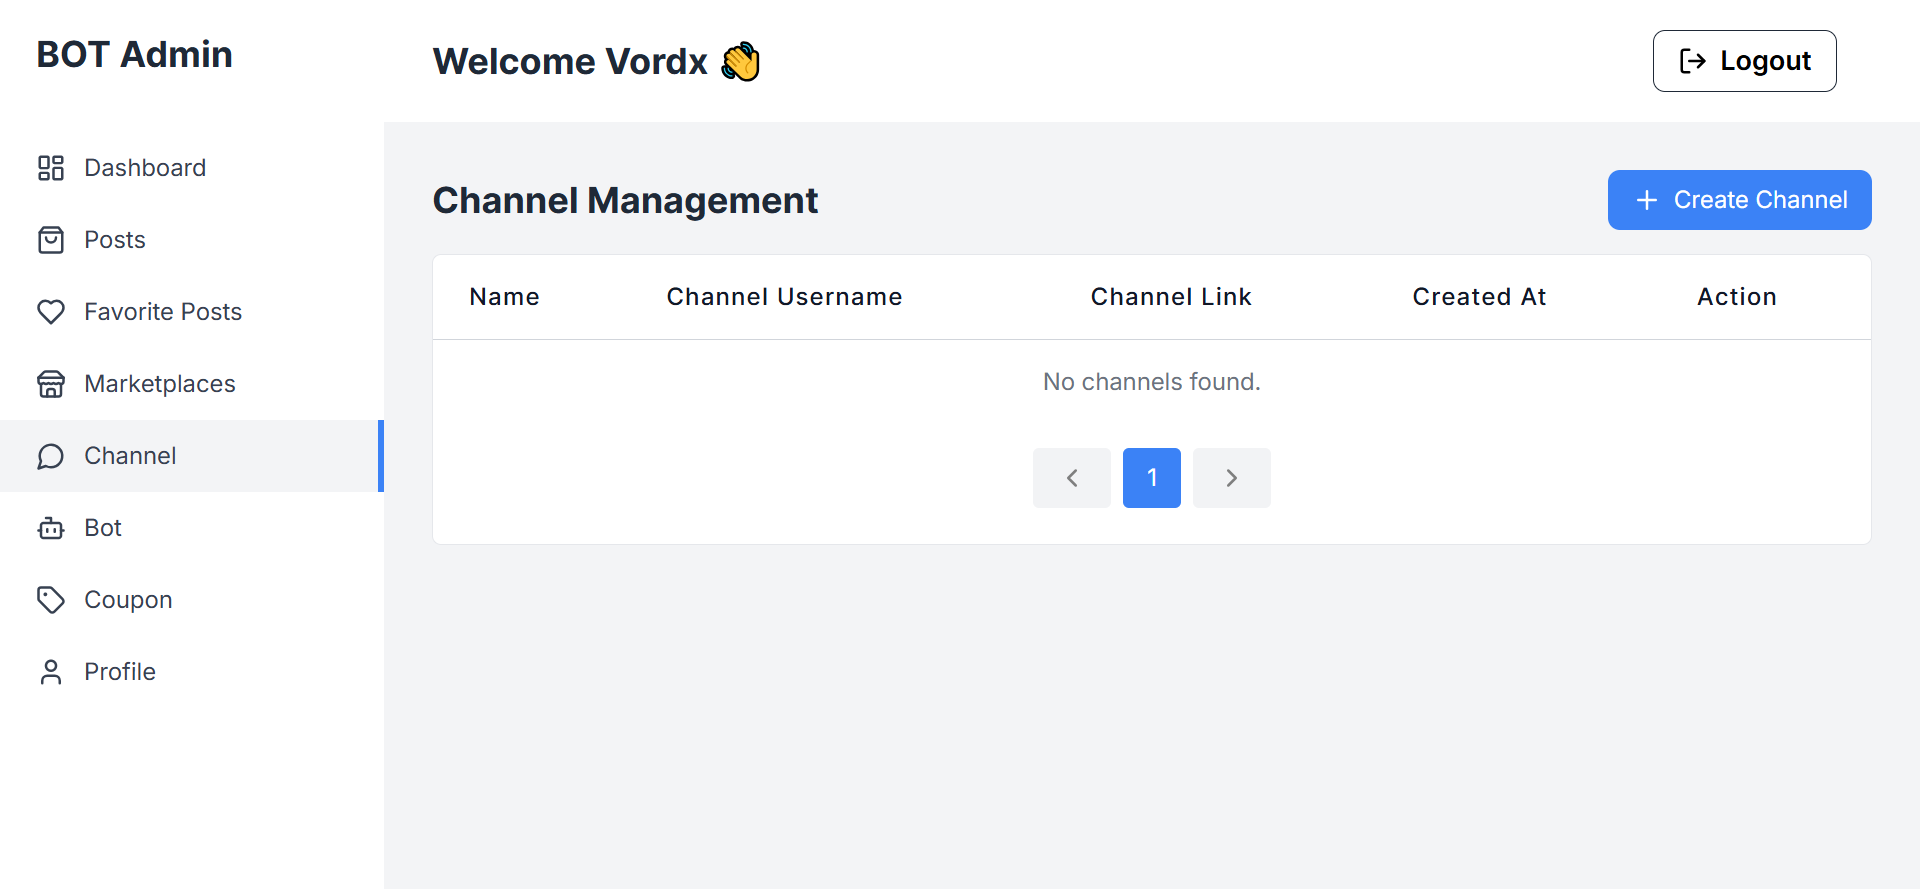 BOT Admin
Welcome Vordx 👋
Logout
Dashboard
Posts
Favorite Posts
Marketplaces
Channel
Bot
Coupon
Profile
Channel Management
Create Channel
Name Channel Username Channel Link Created At Action
No channels found.
1